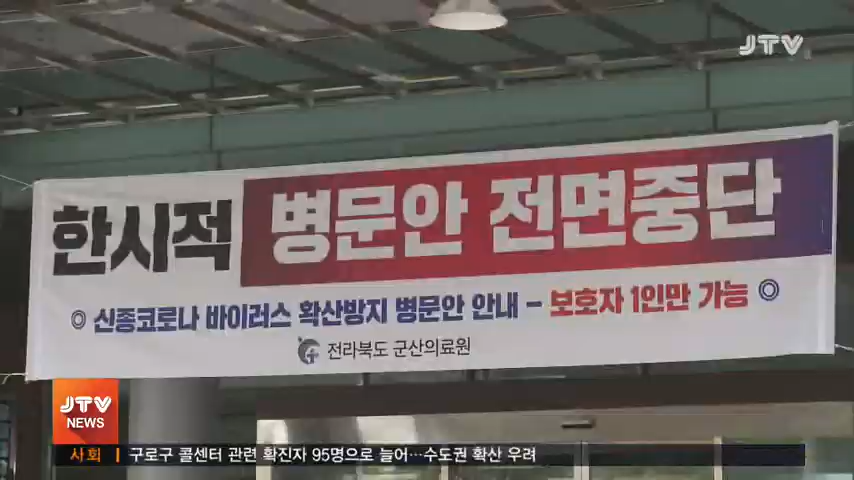 JTV
한시적 병문안 전면중단
◎ 신종코로나 바이러스 확산방지 병문안 안내 - 보호자 1인만 가능 ◎
전라북도 군산의료원
JTV
NEWS
사회 구로구 콜센터 관련 확진자 95명으로 늘어…수도권 확산 우려